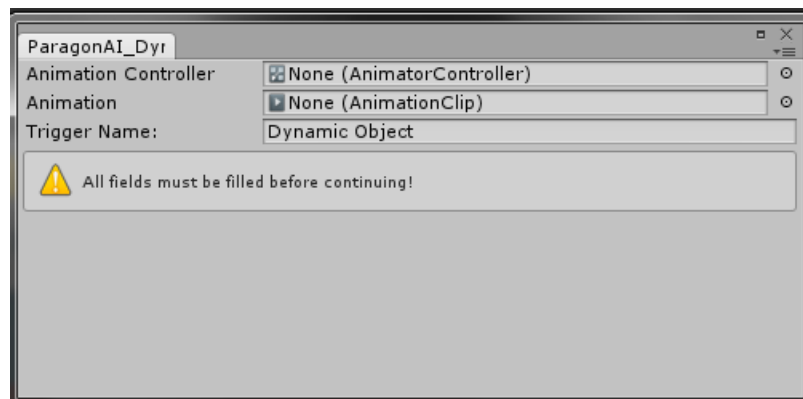 ParagonAI_Dyr
Animation Controller None (AnimatorController)
Animation None (AnimationClip)
Trigger Name: Dynamic Object
All fields must be filled before continuing!